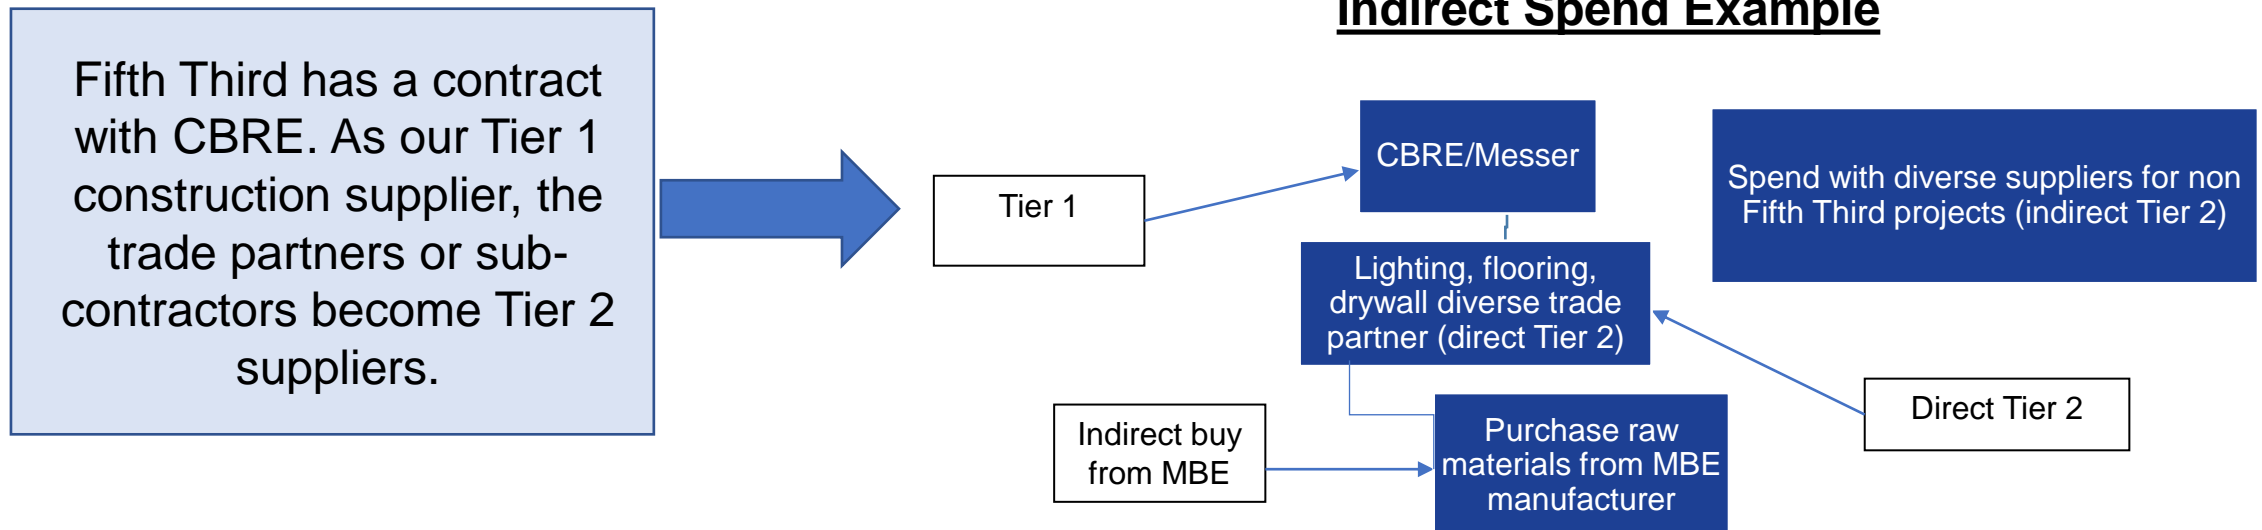 Indirect Spend Example
Fifth Third has a contract
with CBRE. As our Tier 1
construction supplier, the
trade partners or sub-
contractors become Tier 2
suppliers.
Tier 1
CBRE/Messer
Spend with diverse suppliers for non
Fifth Third projects (indirect Tier 2)
Lighting, flooring,
drywall diverse trade
partner (direct Tier 2)
Direct Tier 2
Indirect buy
from MBE
Purchase raw
materials from MBE
manufacturer